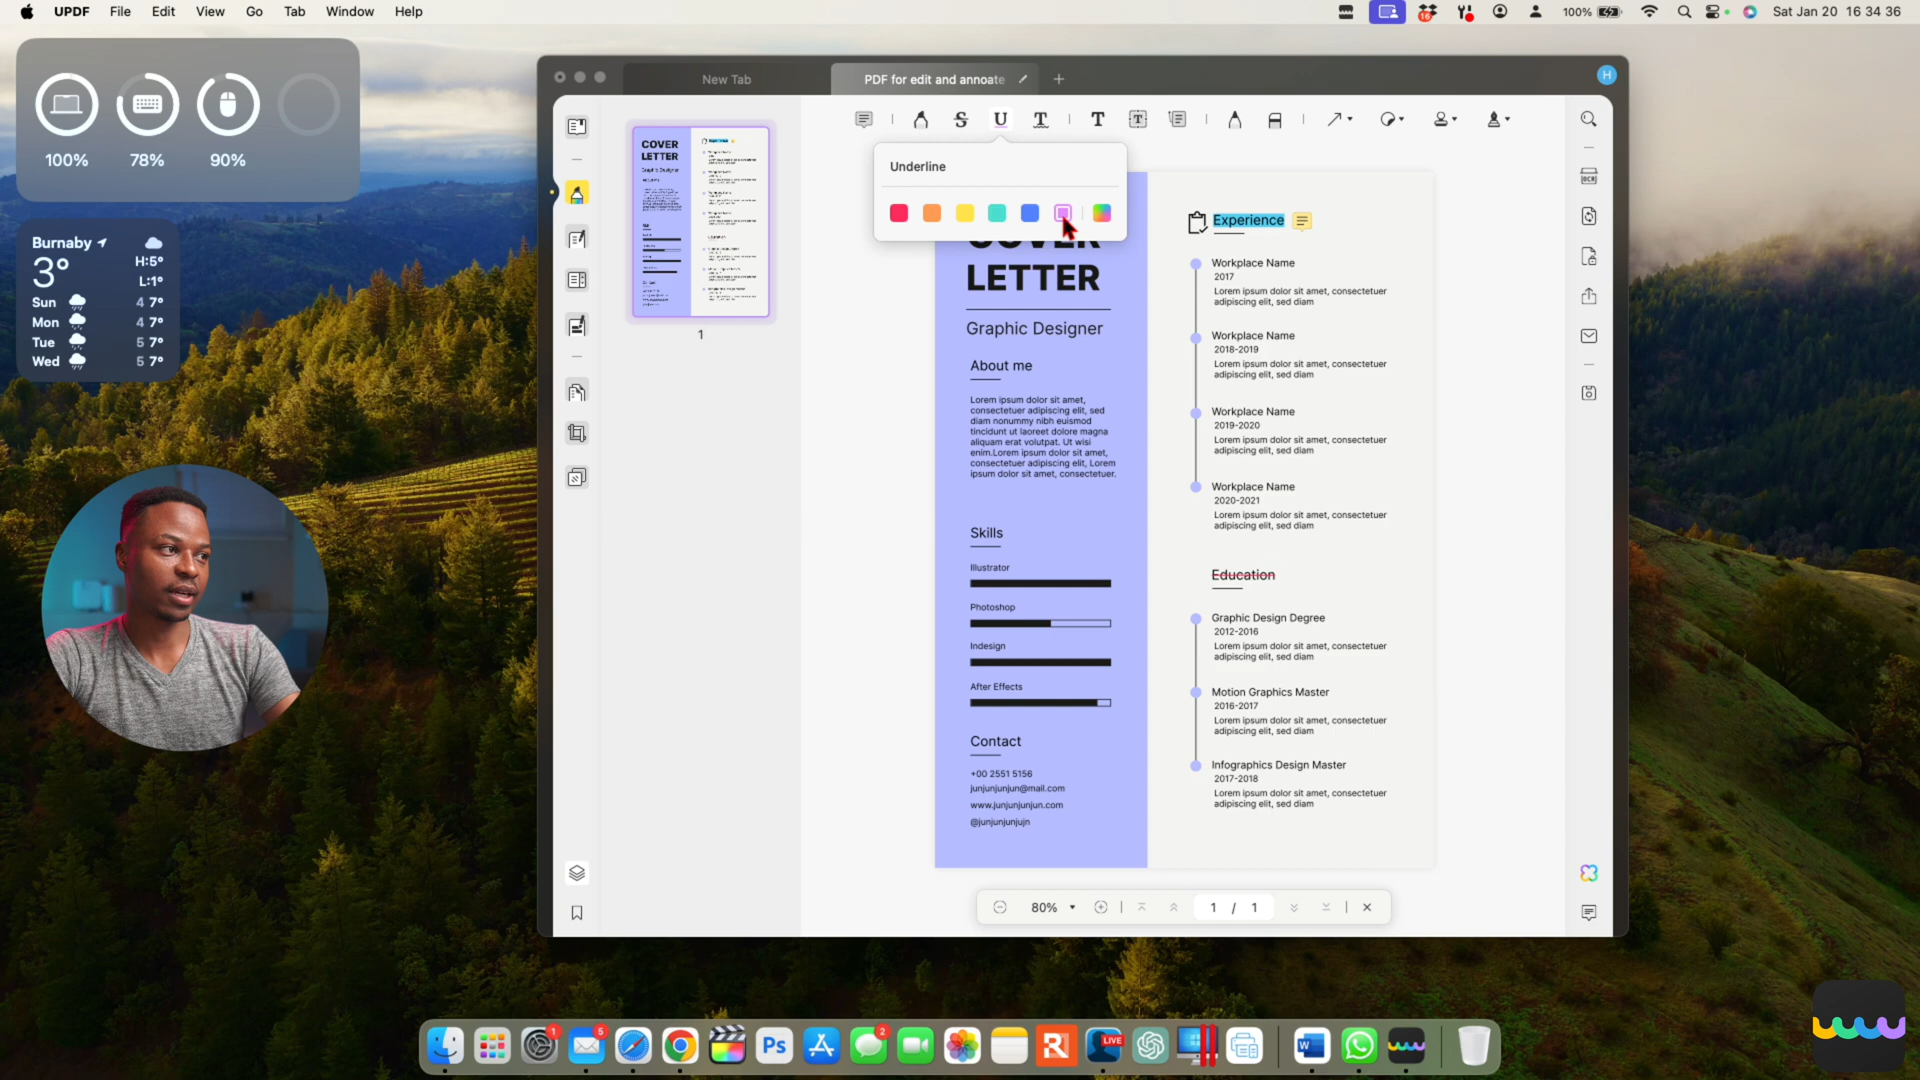 UPDF File Edit View Go Tab Window Help
16
100%
Sat Jan 20 16 34 36
100% 78% 90%
Burnaby
3°
H:5°
L:1°
Sun 4 7°
Mon 4 7°
Tue 5 7°
Wed 5 7°
New Tab
PDF for edit and annoate
H
COVER
LETTER
Graphic Designer
1
Underline
OCR
COVER
LETTER
Graphic Designer
About me
Lorem ipsum dolor sit amet,
consectetuer adipiscing elit, sed
diam nonummy nibh euismod
tincidunt ut laoreet dolore magna
aliquam erat volutpat. Ut wisi
enim.Lorem ipsum dolor sit amet,
consectetuer adipiscing elit, Lorem
ipsum dolor sit amet, consectetuer.
Skills
Illustrator
Photoshop
Indesign
After Effects
Contact
+00 2551 5156
junjunjunjun@mail.com
www.junjunjunjun.com
@junjunjunjujn
Experience
Workplace Name
2017
Lorem ipsum dolor sit amet, consectetuer
adipiscing elit, sed diam
Workplace Name
2018-2019
Lorem ipsum dolor sit amet, consectetuer
adipiscing elit, sed diam
Workplace Name
2019-2020
Lorem ipsum dolor sit amet, consectetuer
adipiscing elit, sed diam
Workplace Name
2020-2021
Lorem ipsum dolor sit amet, consectetuer
adipiscing elit, sed diam
Education
Graphic Design Degree
2012-2016
Lorem ipsum dolor sit amet, consectetuer
adipiscing elit, sed diam
Motion Graphics Master
2016-2017
Lorem ipsum dolor sit amet, consectetuer
adipiscing elit, sed diam
Infographics Design Master
2017-2018
Lorem ipsum dolor sit amet, consectetuer
adipiscing elit, sed diam
80%
1 / 1
1
5
Ps
2
R
LIVE
W